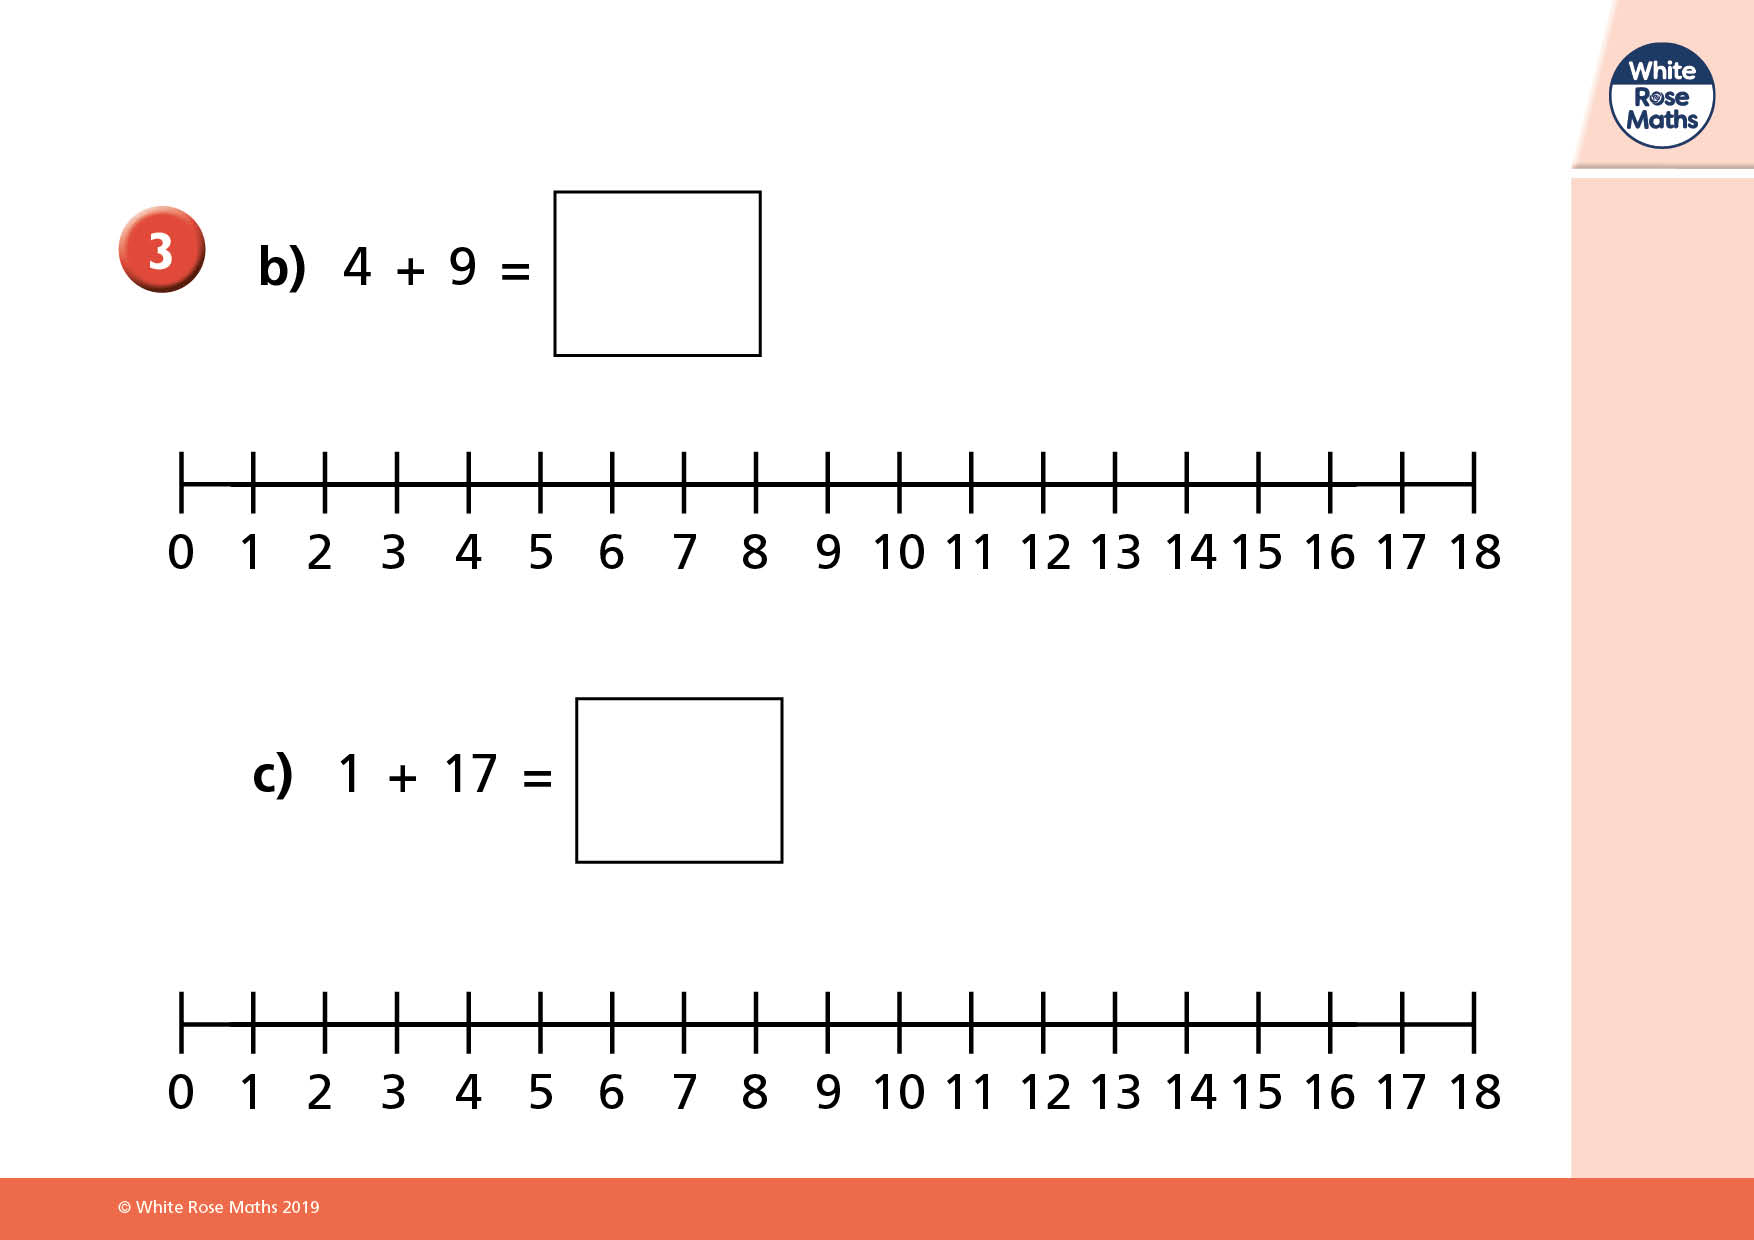 White
Rose
Maths
3 b) 4 + 9 =
0 1 2 3 4 5 6 7 8 9 10 11 12 13 14 15 16 17 18
c) 1 + 17 =
0 1 2 3 4 5 6 7 8 9 10 11 12 13 14 15 16 17 18
© White Rose Maths 2019